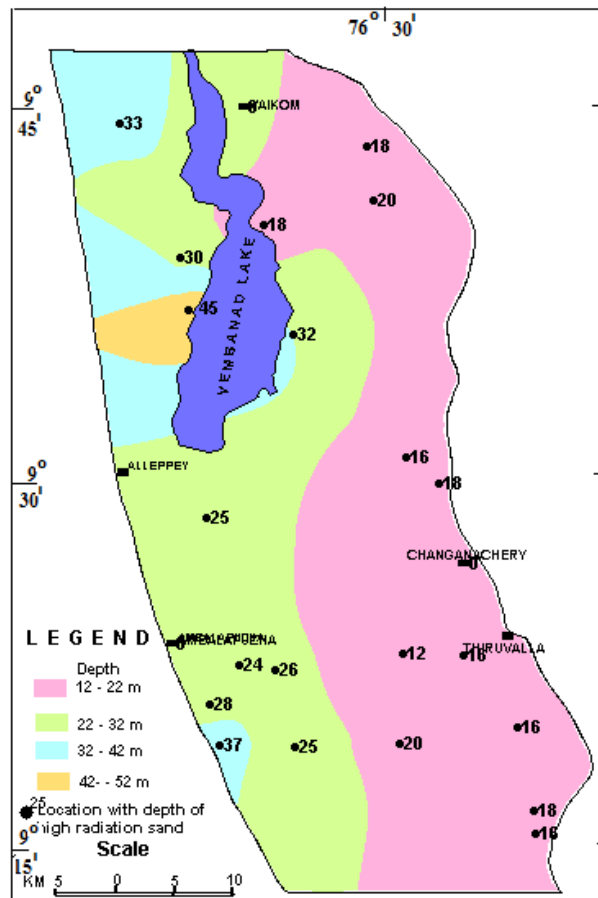 76° 30'
9°
45'
VAIKOM
33
18
20
18
30
VEMBANAD LAKE
45
32
16
9°
30'
ALLEPPEY
18
25
CHANGANACHERY
0
LEGEND
THIRUVALLA
12
16
24
26
Depth
12 - 22 m
28
22 - 32 m
16
37
25
20
32 - 42 m
42- - 52 m
25
Location with depth of
high radiation sand
18
16
9°
15'
Scale
KM 5 0 5 10